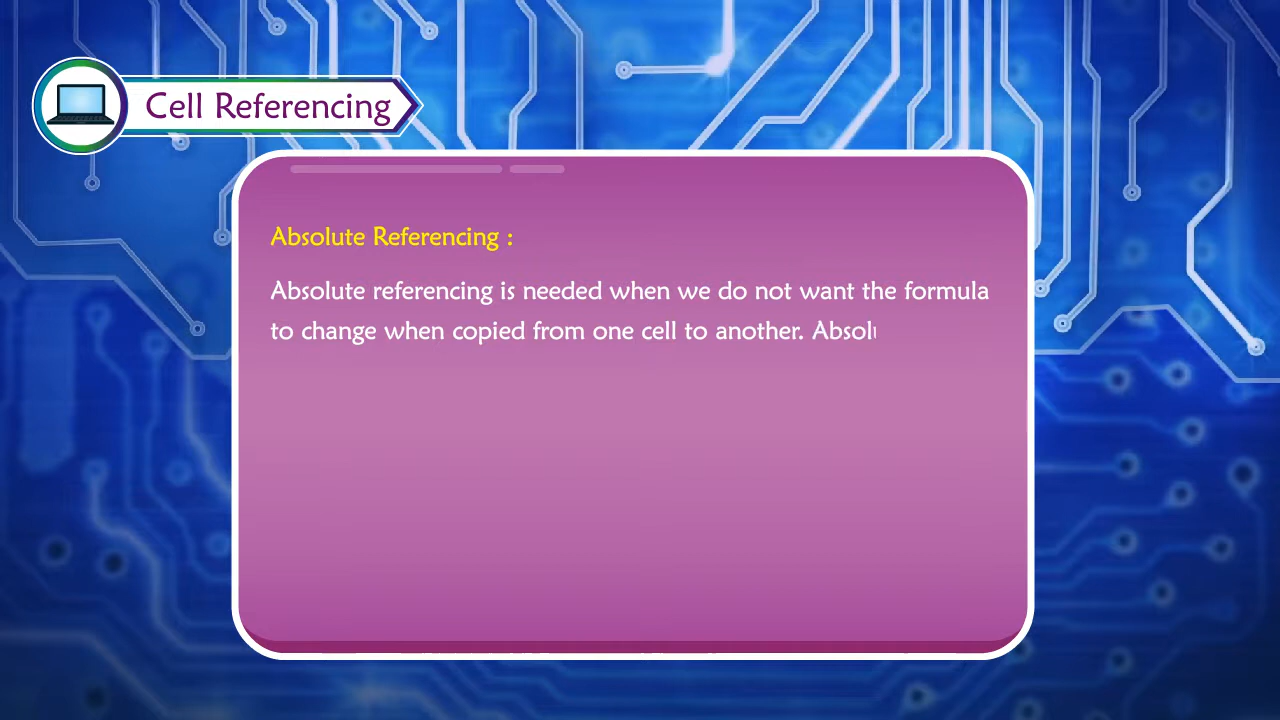 Cell Referencing
Absolute Referencing :
Absolute referencing is needed when we do not want the formula
to change when copied from one cell to another. Absol